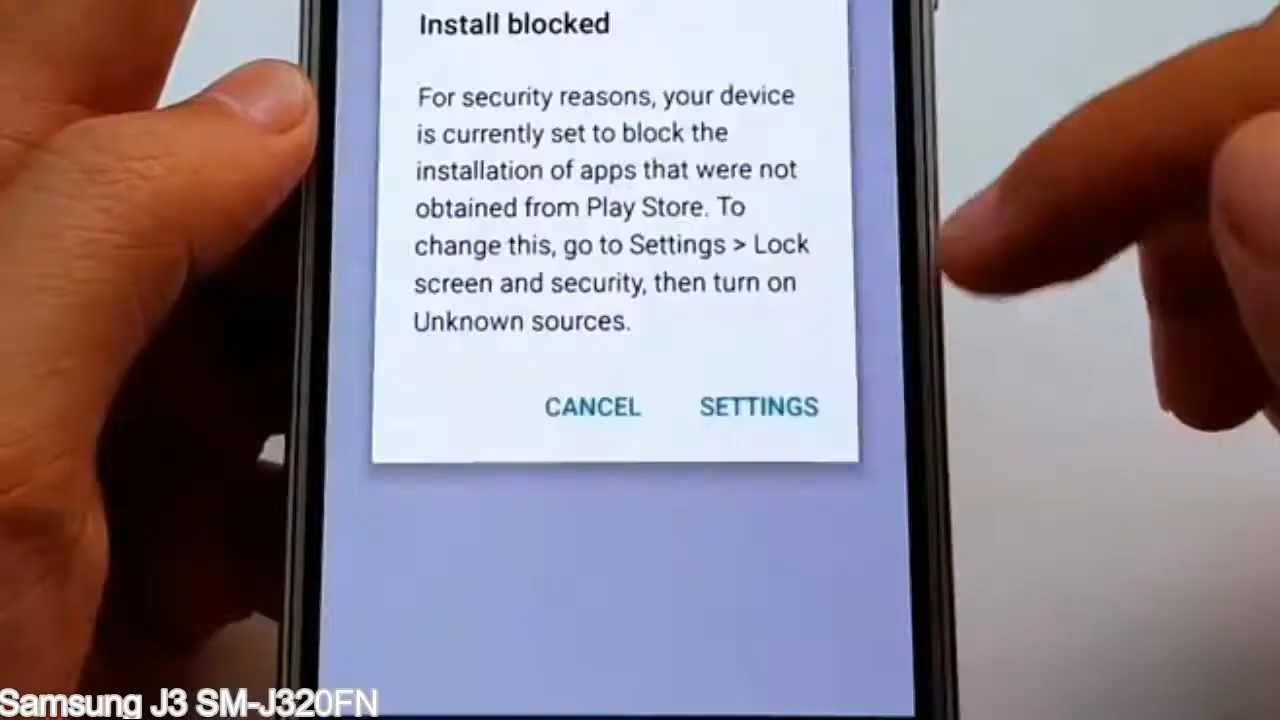 Install blocked
For security reasons, your device
is currently set to block the
installation of apps that were not
obtained from Play Store. To
change this, go to Settings > Lock
screen and security, then turn on
Unknown sources.
CANCEL SETTINGS
Samsung J3 SM-J320FN